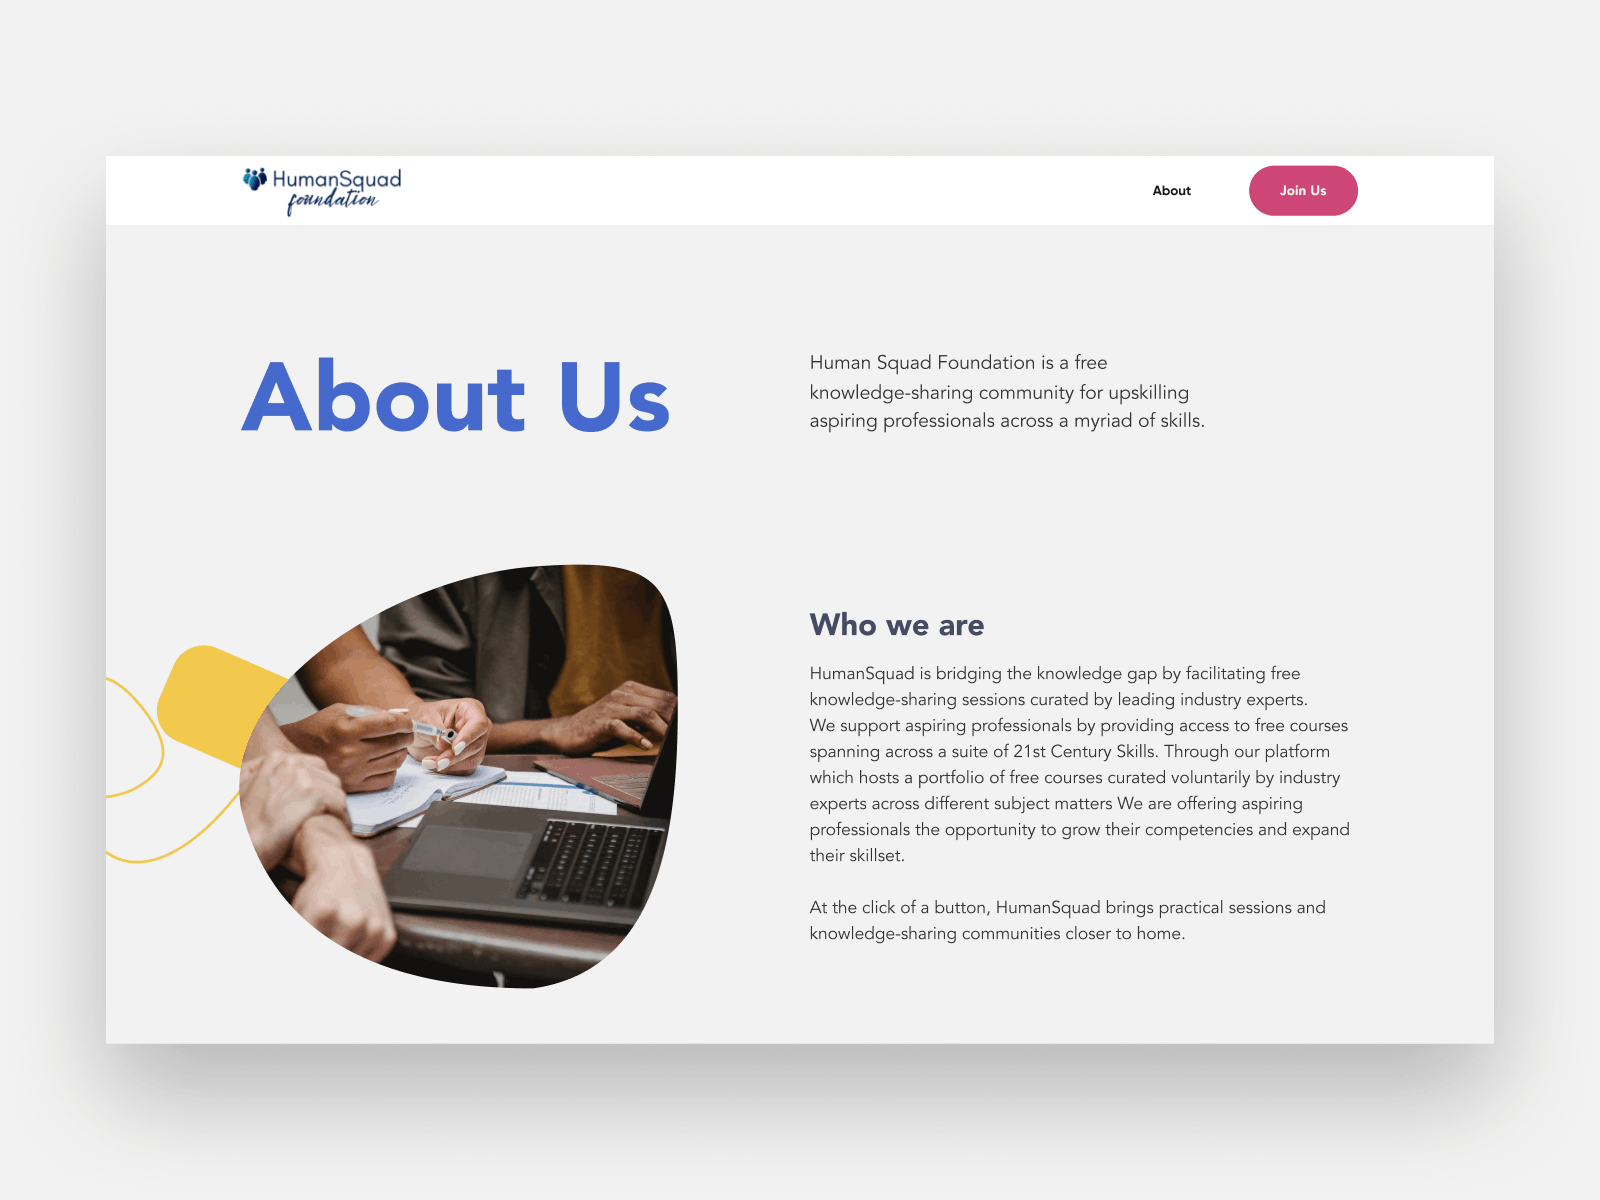 HumanSquad
foundation
About
Join Us
About Us
Human Squad Foundation is a free
knowledge-sharing community for upskilling
aspiring professionals across a myriad of skills.
Who we are
HumanSquad is bridging the knowledge gap by facilitating free
knowledge-sharing sessions curated by leading industry experts.
We support aspiring professionals by providing access to free courses
spanning across a suite of 21st Century Skills. Through our platform
which hosts a portfolio of free courses curated voluntarily by industry
experts across different subject matters We are offering aspiring
professionals the opportunity to grow their competencies and expand
their skillset.
At the click of a button, HumanSquad brings practical sessions and
knowledge-sharing communities closer to home.